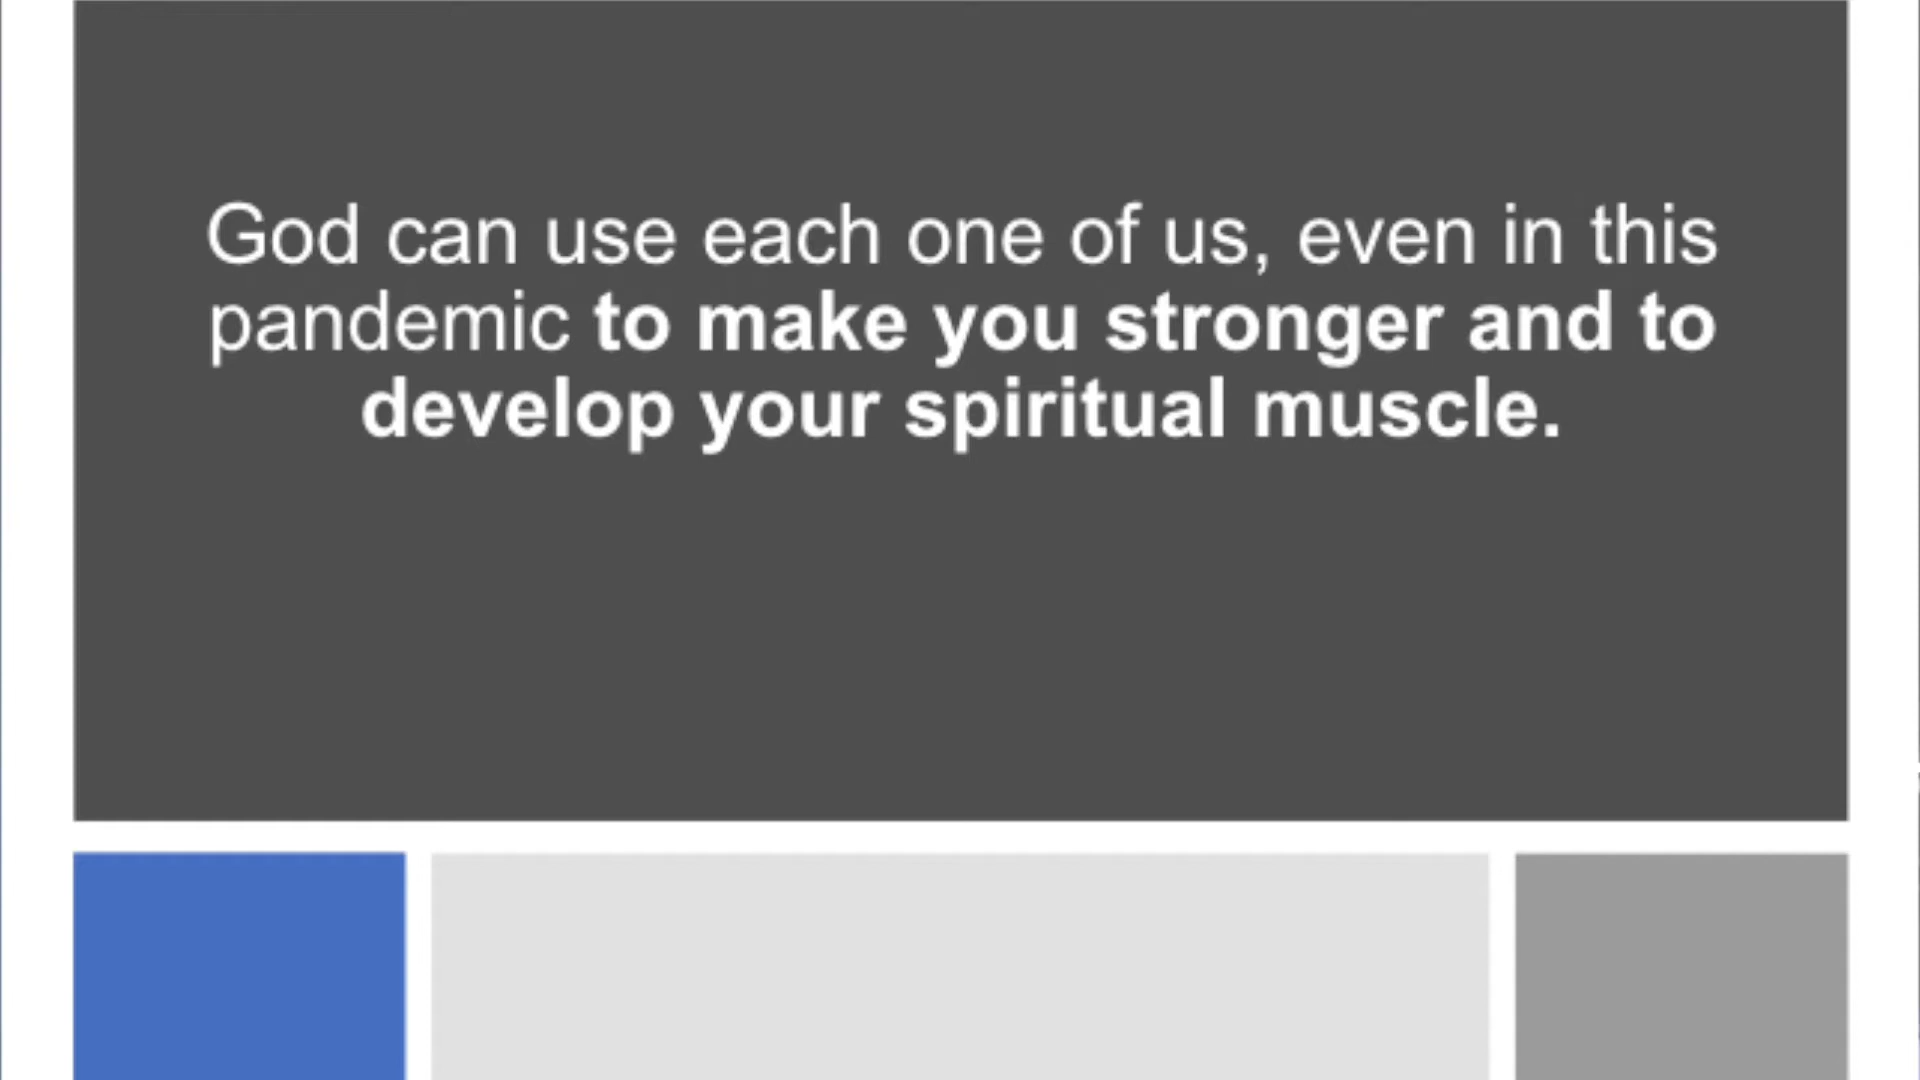 God can use each one of us, even in this
pandemic to make you stronger and to
develop your spiritual muscle.